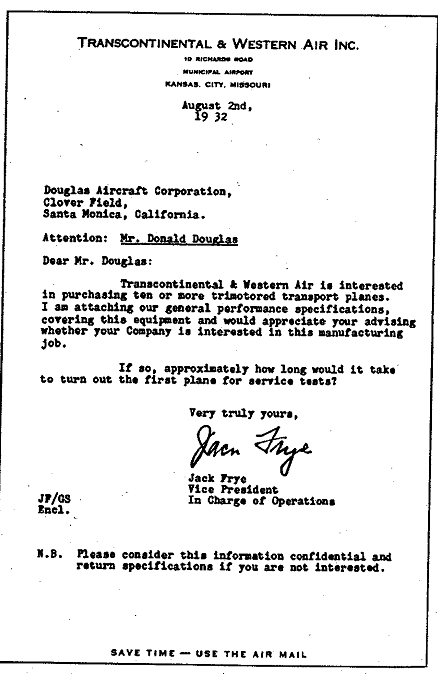 TRANSCONTINENTAL & WESTERN AIR INC.
10 RICHARDS ROAD
MUNICIPAL AIRPORT
KANSAS, CITY, MISSOURI
August 2nd,
19 32
Douglas Aircraft Corporation,
Clover Field,
Santa Monica, California.
Attention: Mr. Donald Douglas
Dear Mr. Douglas:
Transcontinental & Western Air is interested
in purchasing ten or more trimotored transport planes.
I am attaching our general performance specifications,
covering this equipment and would appreciate your advising
whether your Company is interested in this manufacturing
job.
If so, approximately how long would it take
to turn out the first plane for service tests?
Very truly yours,
Jack Frye
Jack Frye
Vice President
In Charge of Operations
JF/GS
Encl.
N.B. Please consider this information confidential and
return specifications if you are not interested.
SAVE TIME — USE THE AIR MAIL